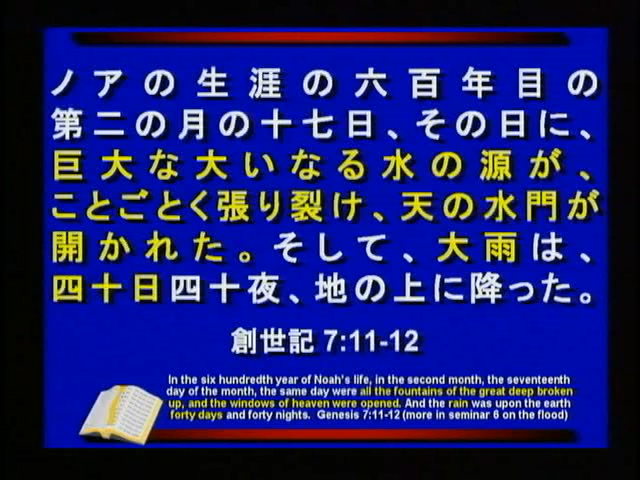 ノアの生涯の六百年目の
第二の月の十七日、その日に、
巨大な大いなる水の源が、
ことごとく張り裂け、天の水門が
開かれた。そして、大雨は、
四十日四十夜、地の上に降った。
創世記 7:11-12
In the six hundredth year of Noah's life, in the second month, the seventeenth
day of the month, the same day were all the fountains of the great deep broken
up, and the windows of heaven were opened. And the rain was upon the earth
forty days and forty nights. Genesis 7:11-12 (more in seminar 6 on the flood)